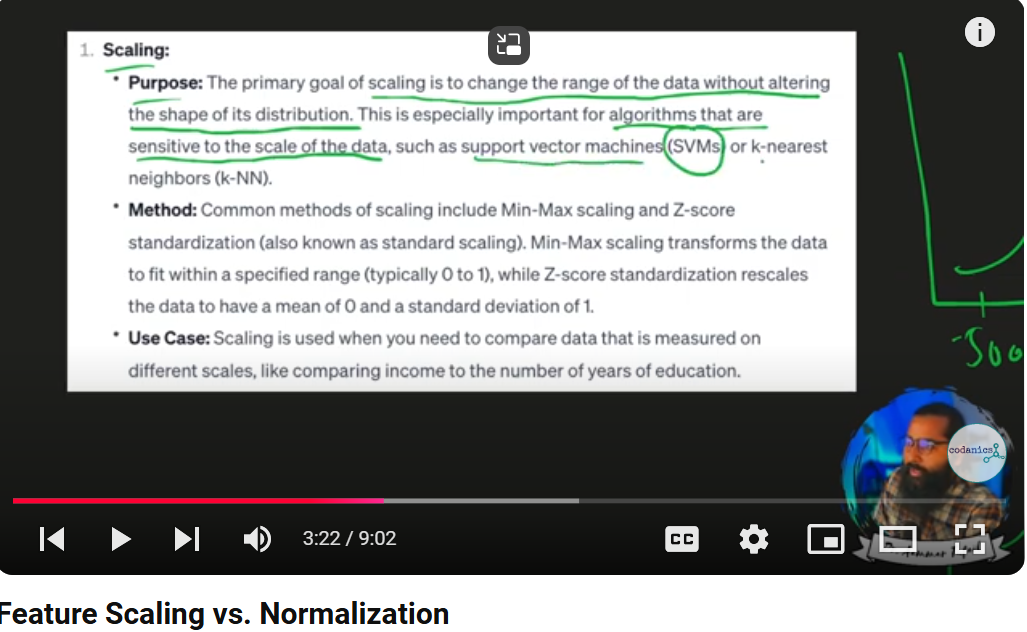 1. Scaling:
• Purpose: The primary goal of scaling is to change the range of the data without altering
the shape of its distribution. This is especially important for algorithms that are
sensitive to the scale of the data, such as support vector machines (SVMs) or k-nearest
neighbors (k-NN).
• Method: Common methods of scaling include Min-Max scaling and Z-score
standardization (also known as standard scaling). Min-Max scaling transforms the data
to fit within a specified range (typically 0 to 1), while Z-score standardization rescales
the data to have a mean of 0 and a standard deviation of 1.
• Use Case: Scaling is used when you need to compare data that is measured on
different scales, like comparing income to the number of years of education.
-500
codanics
3:22 / 9:02
CC
Feature Scaling vs. Normalization